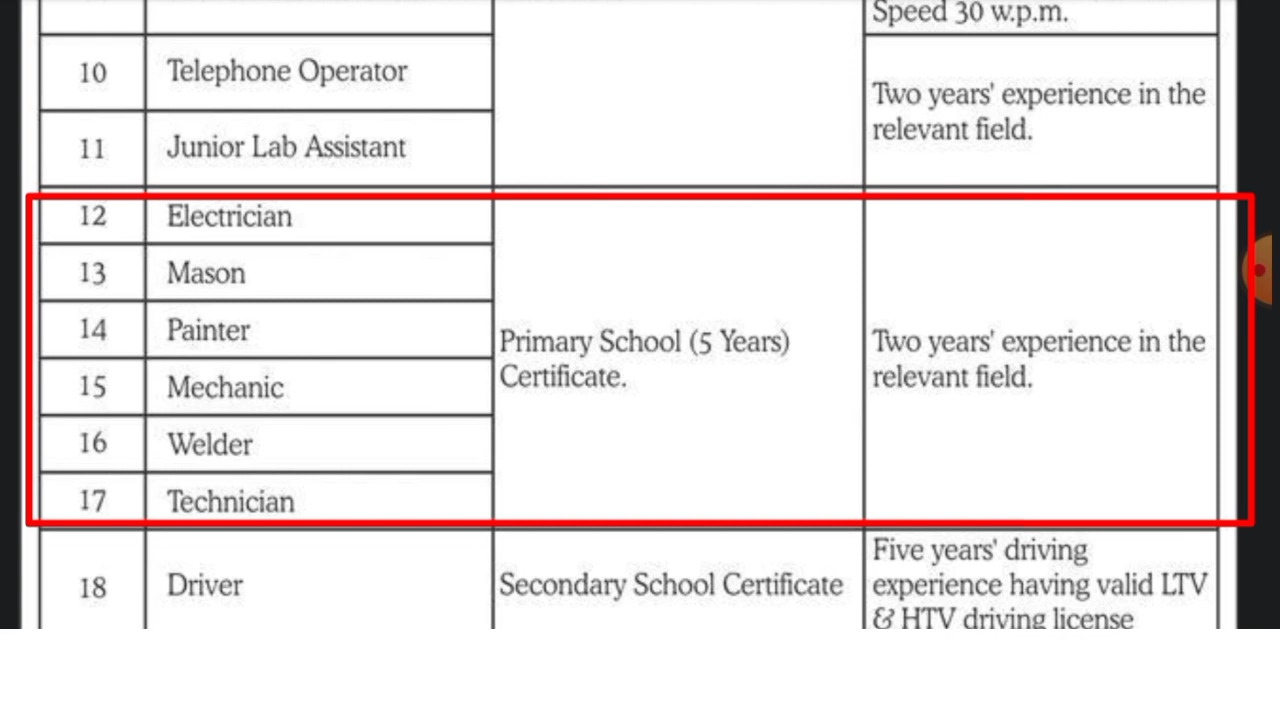 Speed 30 w.p.m.
10 Telephone Operator
Two years' experience in the
relevant field.
11 Junior Lab Assistant
12 Electrician
13 Mason
14 Painter
Primary School (5 Years)
Certificate.
Two years' experience in the
relevant field.
15 Mechanic
16 Welder
17 Technician
18 Driver
Secondary School Certificate
Five years' driving
experience having valid LTV
& HTV driving license